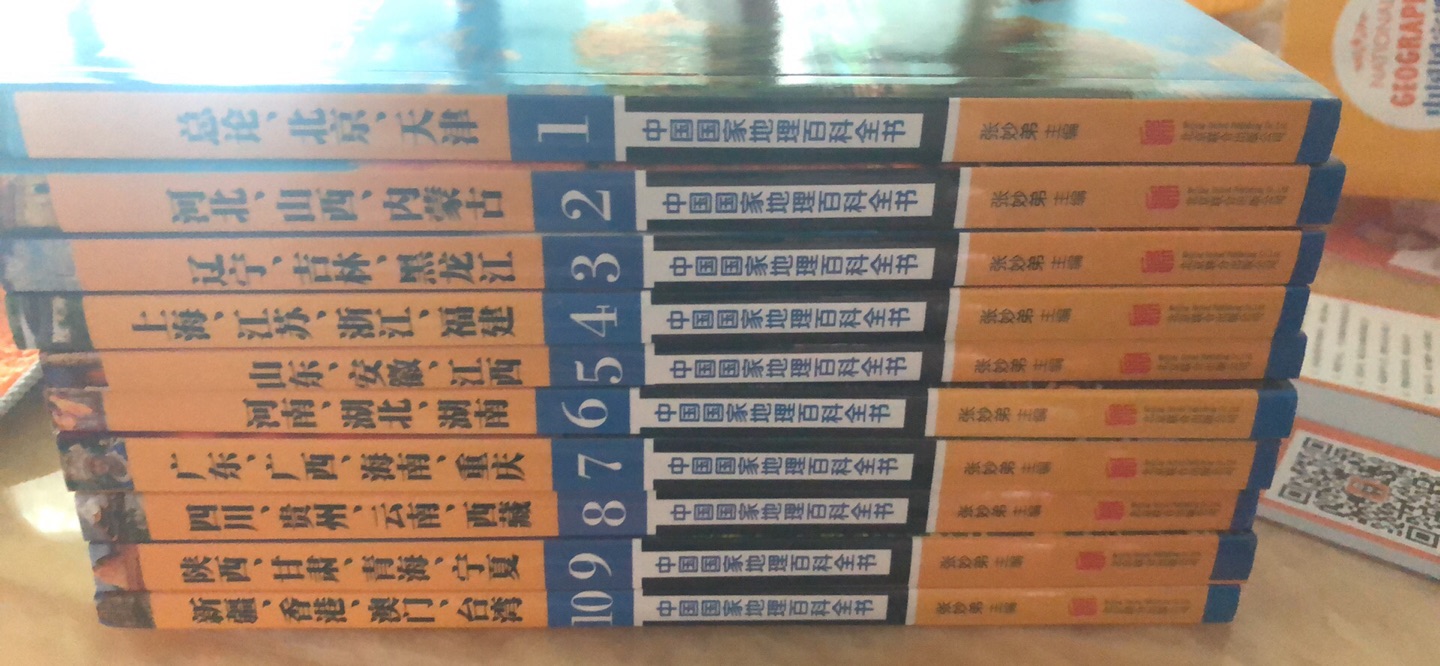 总论、北京、天津 1 中国国家地理百科全书 张妙弟 主编
河北、山西、内蒙古 2 中国国家地理百科全书 张妙弟 主编
辽宁、吉林、黑龙江 3 中国国家地理百科全书 张妙弟 主编
上海、江苏、浙江、福建 4 中国国家地理百科全书 张妙弟 主编
山东、安徽、江西 5 中国国家地理百科全书 张妙弟 主编
河南、湖北、湖南 6 中国国家地理百科全书 张妙弟 主编
广东、广西、海南、重庆 7 中国国家地理百科全书 张妙弟 主编
四川、贵州、云南、西藏 8 中国国家地理百科全书 张妙弟 主编
陕西、甘肃、青海、宁夏 9 中国国家地理百科全书 张妙弟 主编
新疆、香港、澳门、台湾 10 中国国家地理百科全书 张妙弟 主编